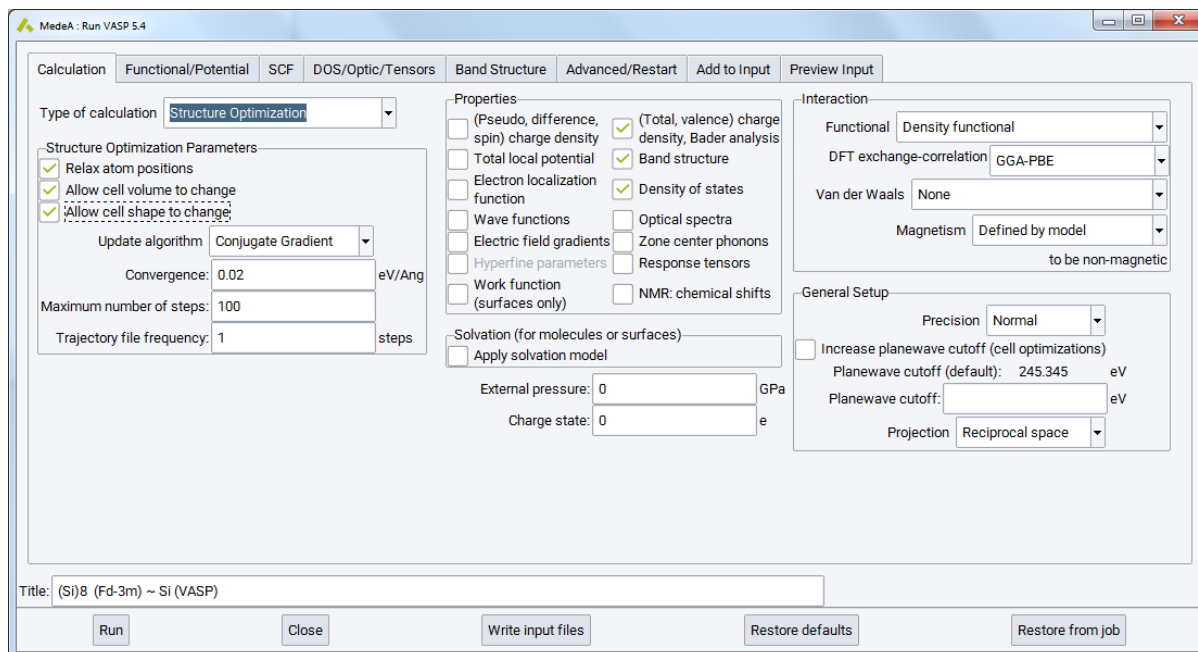 MedeA : Run VASP 5.4
Calculation Functional/Potential SCF DOS/Optic/Tensors Band Structure Advanced/Restart Add to Input Preview Input
Type of calculation Structure Optimization
Structure Optimization Parameters
Relax atom positions
Allow cell volume to change
Allow cell shape to change
Update algorithm Conjugate Gradient
Convergence: 0.02 eV/Ang
Maximum number of steps: 100
Trajectory file frequency: 1 steps
Properties
(Pseudo, difference,
spin) charge density
(Total, valence) charge
density, Bader analysis
Total local potential
Band structure
Electron localization
function
Density of states
Wave functions
Optical spectra
Electric field gradients
Zone center phonons
Hyperfine parameters
Response tensors
Work function
(surfaces only)
NMR: chemical shifts
Solvation (for molecules or surfaces)
Apply solvation model
External pressure: 0 GPa
Charge state: 0 e
Interaction
Functional Density functional
DFT exchange-correlation GGA-PBE
Van der Waals None
Magnetism Defined by model
to be non-magnetic
General Setup
Precision Normal
Increase planewave cutoff (cell optimizations)
Planewave cutoff (default): 245.345 eV
Planewave cutoff: eV
Projection Reciprocal space
Title: (Si)8 (Fd-3m) ~ Si (VASP)
Run Close Write input files Restore defaults Restore from job